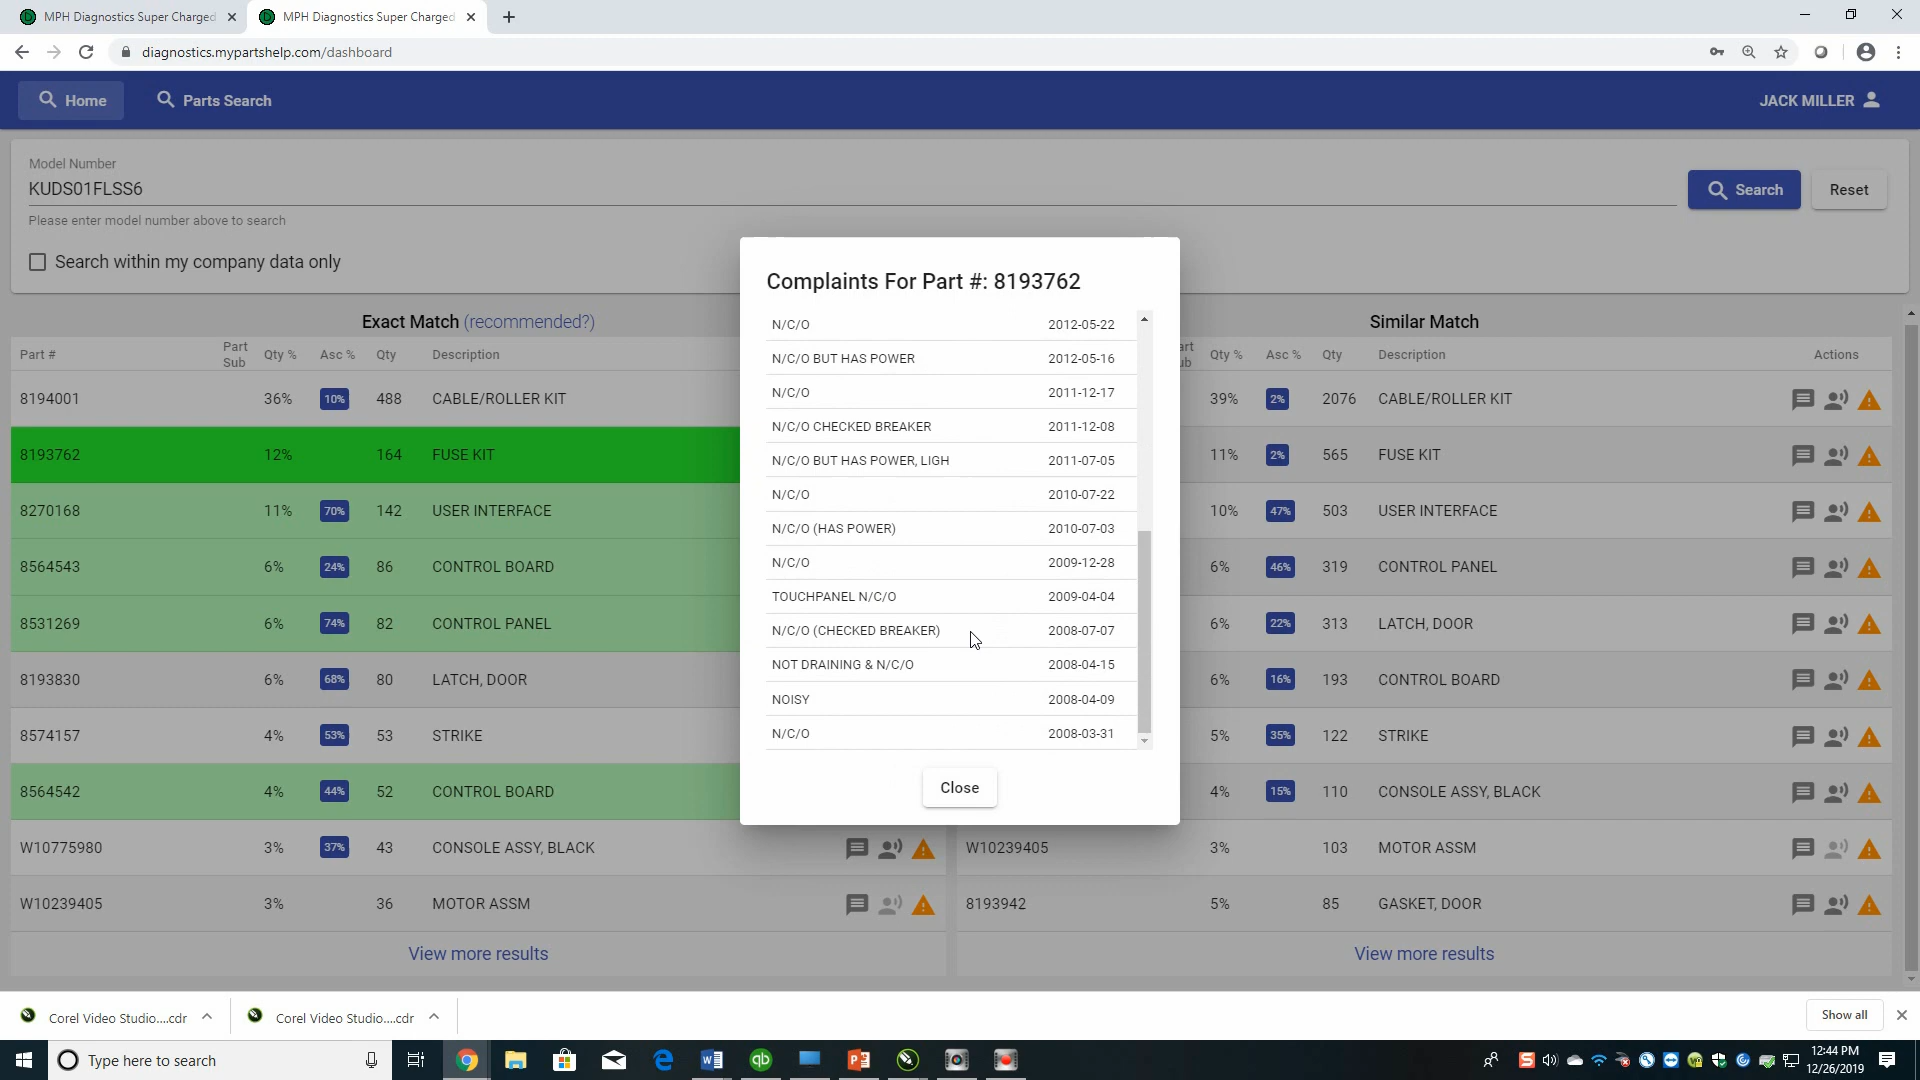 MPH Diagnostics Super Charged
MPH Diagnostics Super Charged
diagnostics.mypartshelp.com/dashboard
Home
Parts Search
JACK MILLER
Model Number
KUDS01FLSS6
Please enter model number above to search
Search
Reset
Search within my company data only
Exact Match (recommended?)
Part # Part Sub Qty % Asc % Qty Description
8194001 36% 10% 488 CABLE/ROLLER KIT
8193762 12% 164 FUSE KIT
8270168 11% 70% 142 USER INTERFACE
8564543 6% 24% 86 CONTROL BOARD
8531269 6% 74% 82 CONTROL PANEL
8193830 6% 68% 80 LATCH, DOOR
8574157 4% 53% 53 STRIKE
8564542 4% 44% 52 CONTROL BOARD
W10775980 3% 37% 43 CONSOLE ASSY, BLACK
W10239405 3% 36 MOTOR ASSM
View more results
Complaints For Part #: 8193762
N/C/O 2012-05-22
N/C/O BUT HAS POWER 2012-05-16
N/C/O 2011-12-17
N/C/O CHECKED BREAKER 2011-12-08
N/C/O BUT HAS POWER, LIGH 2011-07-05
N/C/O 2010-07-22
N/C/O (HAS POWER) 2010-07-03
N/C/O 2009-12-28
TOUCHPANEL N/C/O 2009-04-04
N/C/O (CHECKED BREAKER) 2008-07-07
NOT DRAINING & N/C/O 2008-04-15
NOISY 2008-04-09
N/C/O 2008-03-31
Close
Similar Match
Qty % Asc % Qty Description Actions
39% 2% 2076 CABLE/ROLLER KIT
11% 2% 565 FUSE KIT
10% 47% 503 USER INTERFACE
6% 46% 319 CONTROL PANEL
6% 22% 313 LATCH, DOOR
6% 16% 193 CONTROL BOARD
5% 35% 122 STRIKE
4% 15% 110 CONSOLE ASSY, BLACK
W10239405 3% 103 MOTOR ASSM
8193942 5% 85 GASKET, DOOR
View more results
Corel Video Studio....cdr
Corel Video Studio....cdr
Show all
Type here to search
12:44 PM
12/26/2019